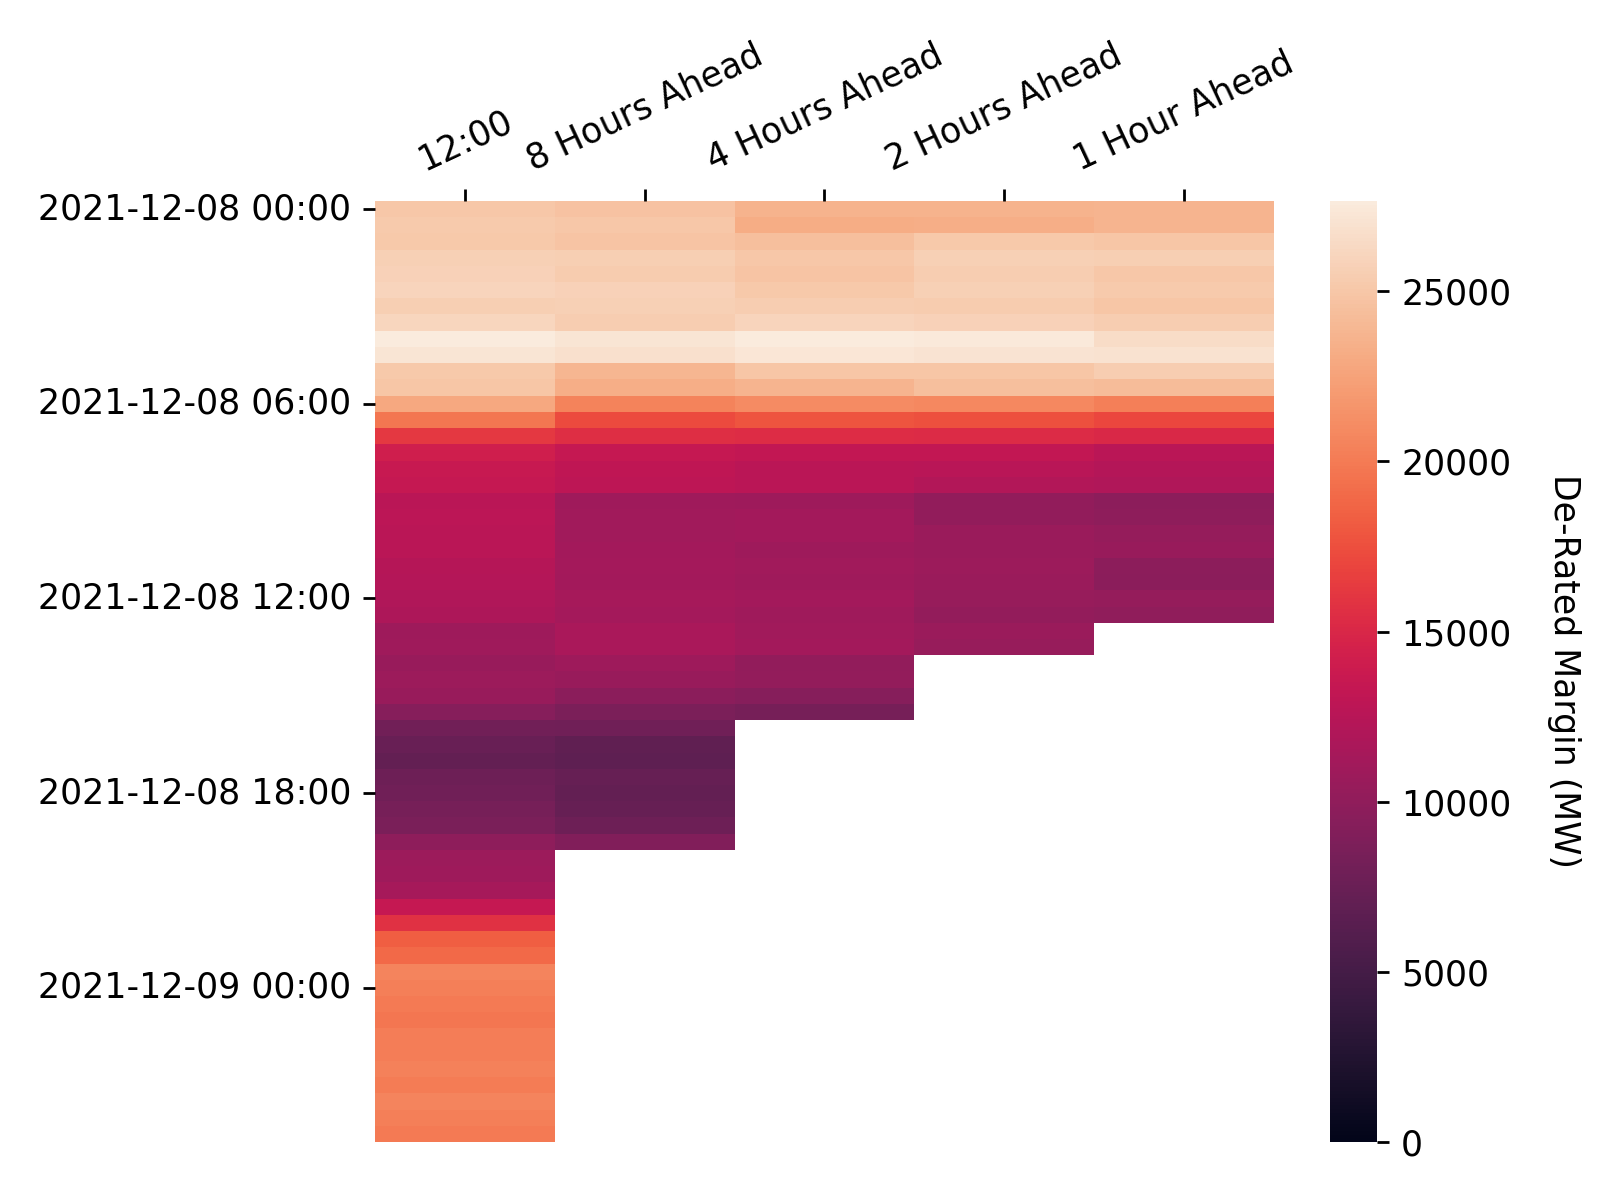 12:00
8 Hours Ahead
4 Hours Ahead
2 Hours Ahead
1 Hour Ahead
2021-12-08 00:00
2021-12-08 06:00
2021-12-08 12:00
2021-12-08 18:00
2021-12-09 00:00
25000
20000
15000
10000
5000
0
De-Rated Margin (MW)